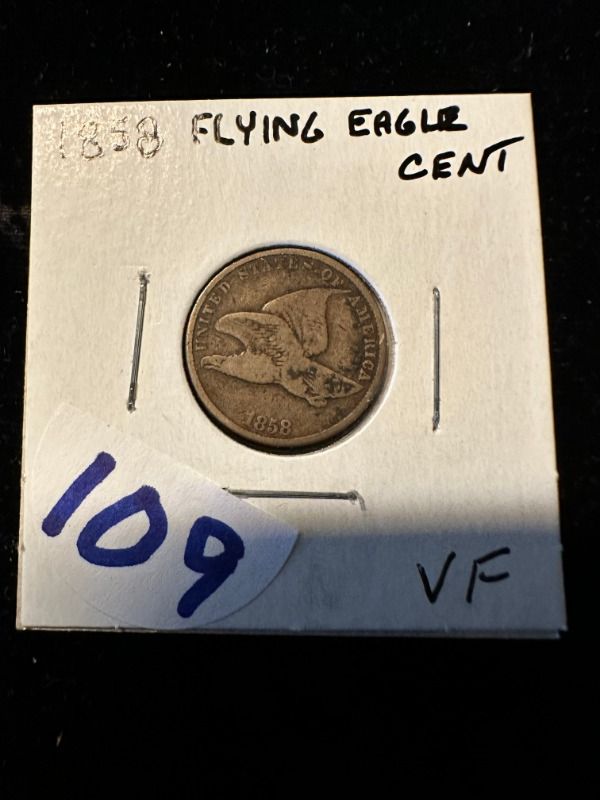 1858 FLYING EAGLE
CENT
UNITED STATES OF AMERICA
1858
109
VF